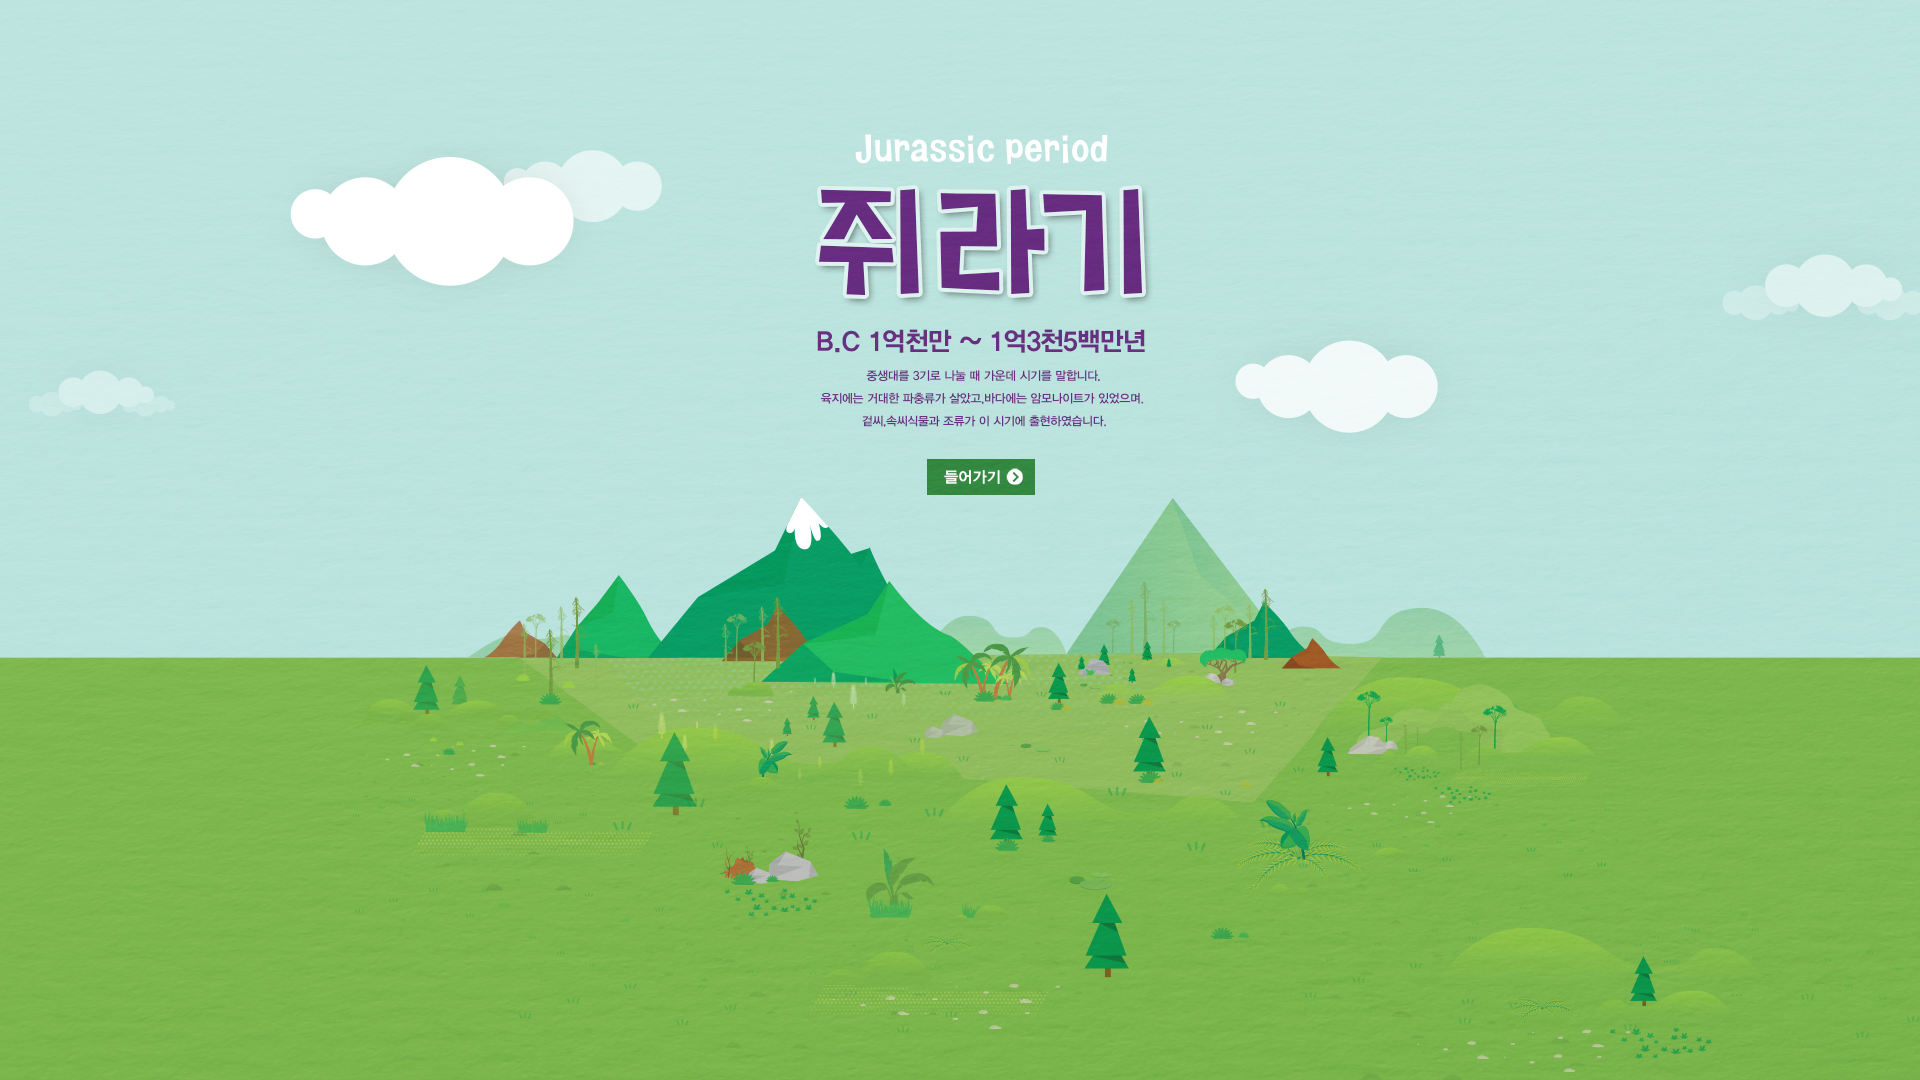 Jurassic period
쥐라기
B.C 1억천만 ~ 1억3천5백만년
중생대를 3기로 나눌 때 가운데 시기를 말합니다.
육지에는 거대한 파충류가 살았고,바다에는 암모나이트가 있었으며,
겉씨,속씨식물과 조류가 이 시기에 출현하였습니다.
들어가기